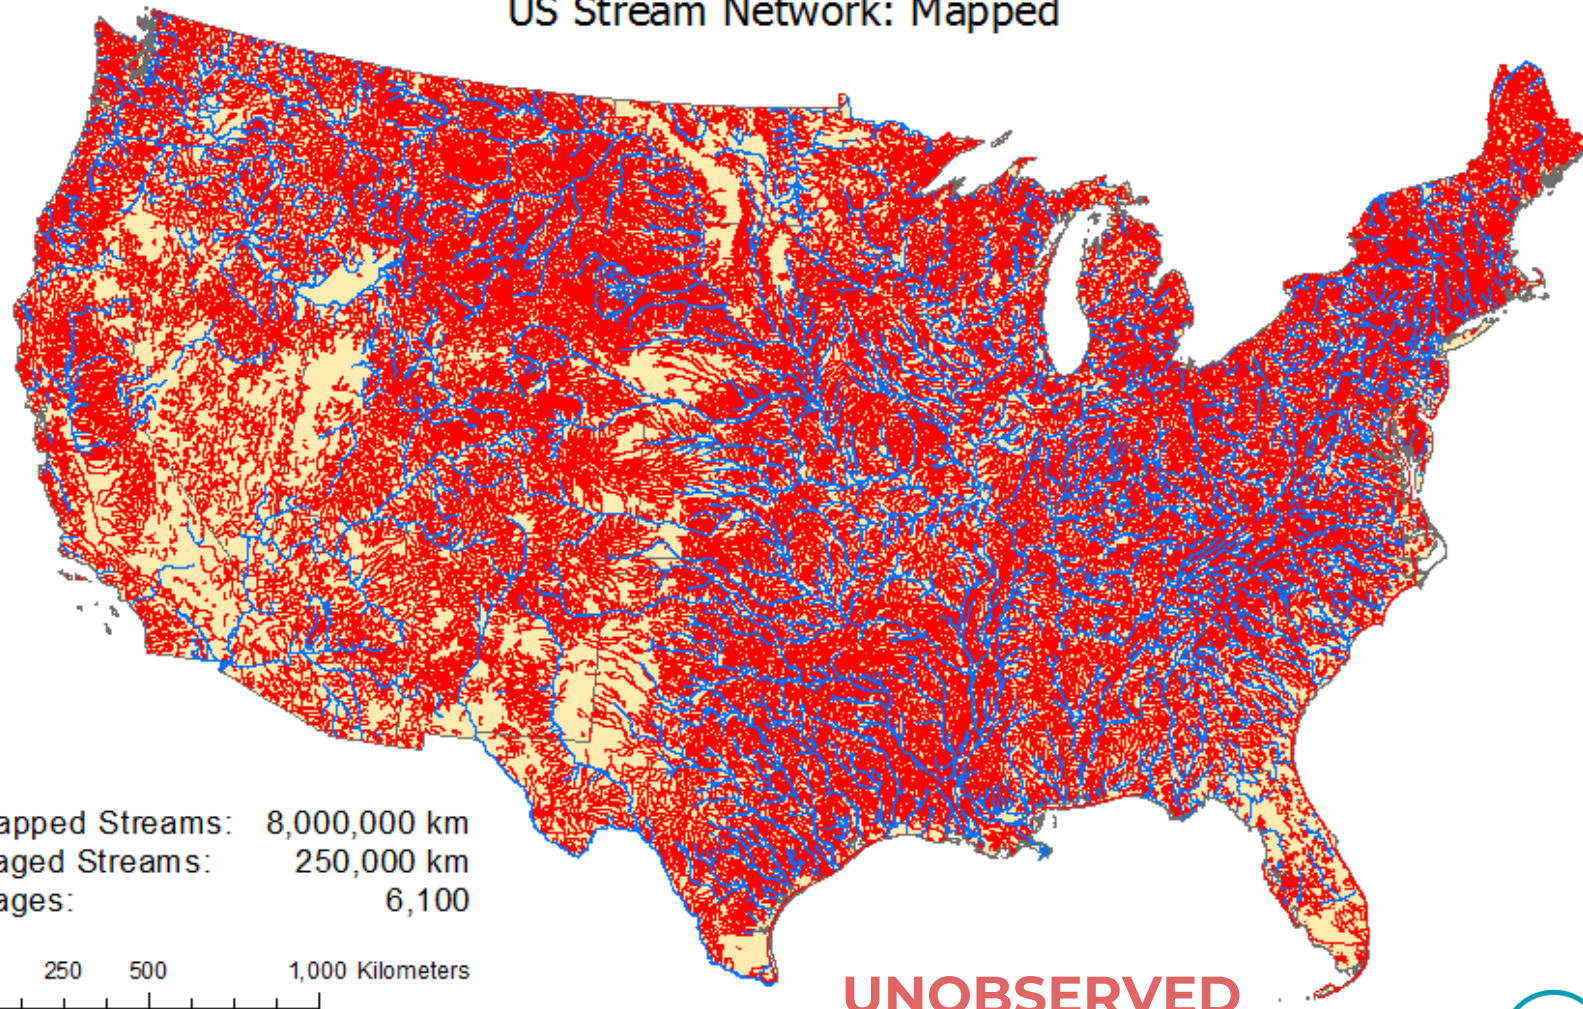 US Stream Network: Mapped
apped Streams: 8,000,000 km
aged Streams: 250,000 km
ages: 6,100
250 500 1,000 Kilometers
UNOBSERVED